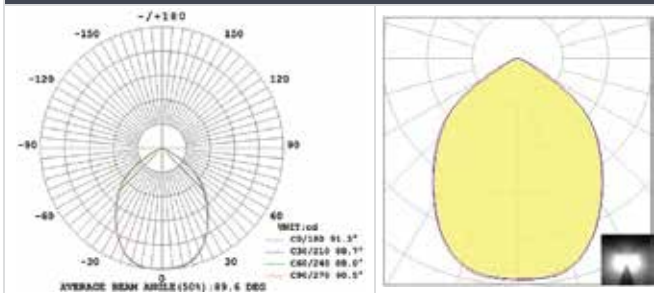 -/+180
-150 150
-120 120
-90 90
-60 60
-30 30
0
UNIT:cd
C0/180 91.3°
C30/210 88.7°
C60/240 88.0°
C90/270 90.5°
AVERAGE BEAM ANGLE(50%):89.6 DEG